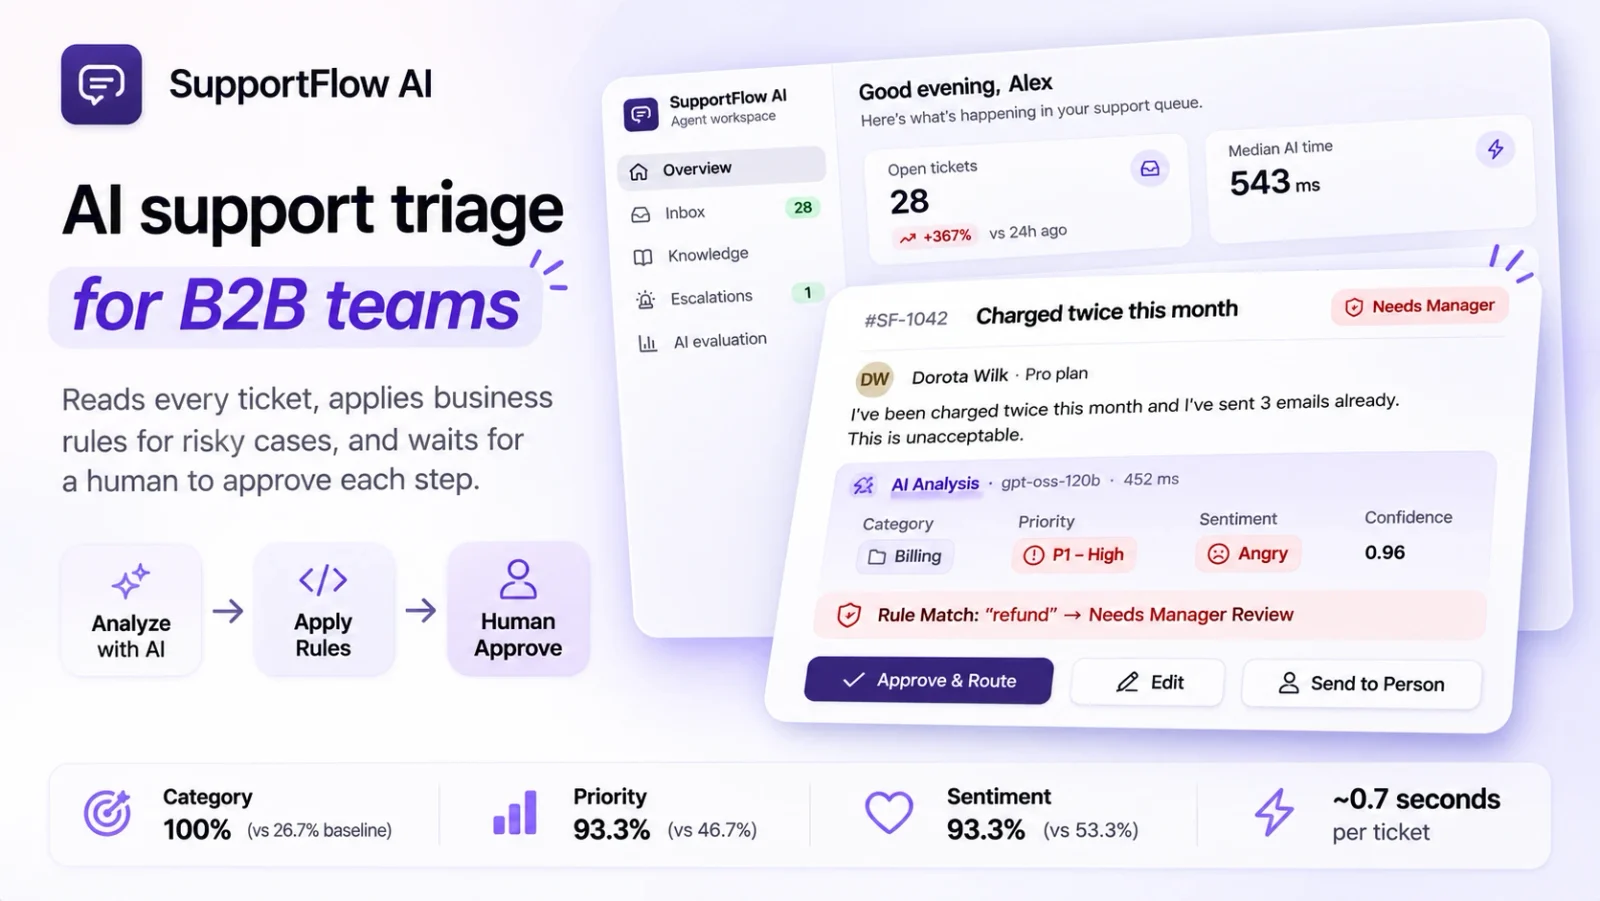 SupportFlow AI
AI support triage
for B2B teams
Reads every ticket, applies business
rules for risky cases, and waits for
a human to approve each step.
Analyze
with AI
Apply
Rules
Human
Approve
SupportFlow AI
Agent workspace
Overview
Inbox 28
Knowledge
Escalations 1
AI evaluation
Good evening, Alex
Here's what's happening in your support queue.
Open tickets
28
+367% vs 24h ago
Median AI time
543 ms
#SF-1042 Charged twice this month Needs Manager
DW Dorota Wilk · Pro plan
I've been charged twice this month and I've sent 3 emails already.
This is unacceptable.
AI Analysis · gpt-oss-120b · 452 ms
Category Priority Sentiment Confidence
Billing P1 – High Angry 0.96
Rule Match: “refund” → Needs Manager Review
Approve & Route Edit Send to Person
Category
100% (vs 26.7% baseline)
Priority
93.3% (vs 46.7%)
Sentiment
93.3% (vs 53.3%)
~0.7 seconds
per ticket